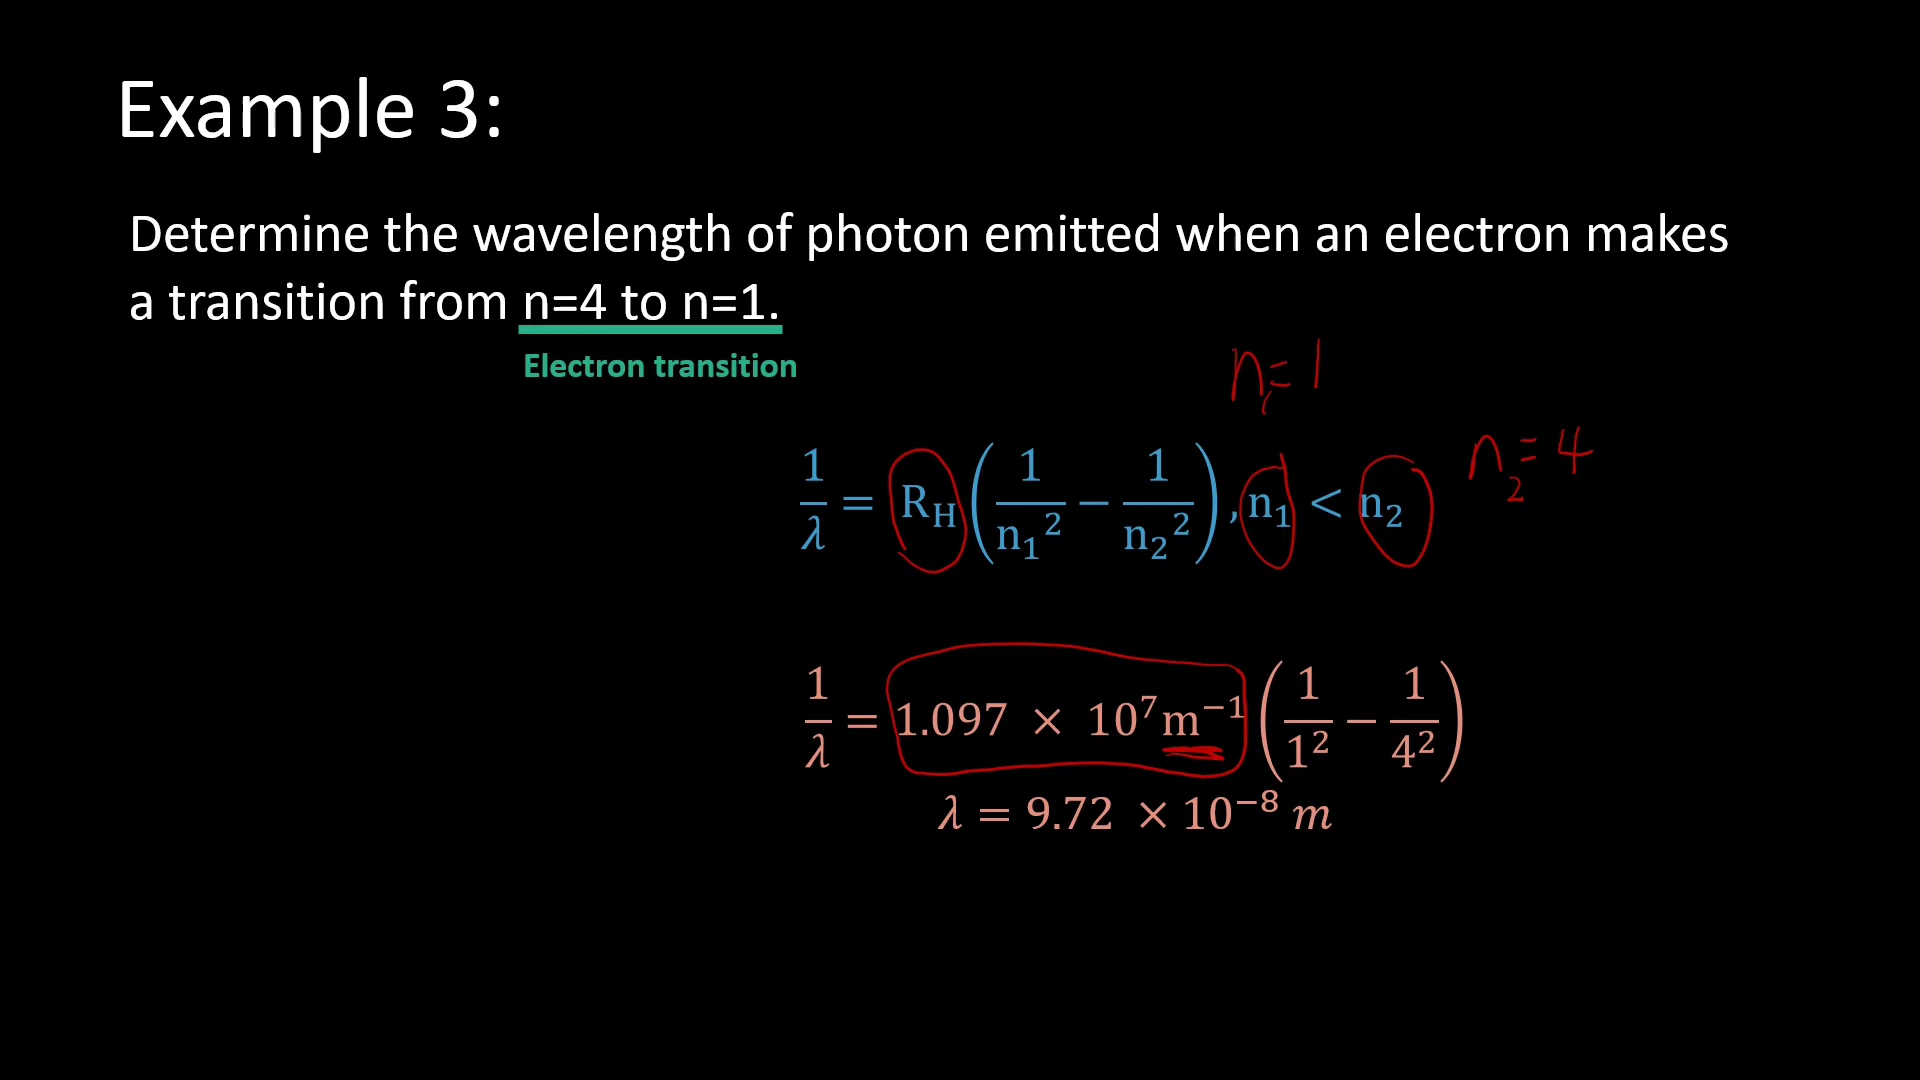 Example 3:
Determine the wavelength of photon emitted when an electron makes
a transition from n=4 to n=1.
Electron transition
n₁ = 1
n₂ = 4
1/λ = R_H (1/n₁² − 1/n₂²), n₁ < n₂
1/λ = 1.097 × 10⁷ m⁻¹ (1/1² − 1/4²)
λ = 9.72 × 10⁻⁸ m